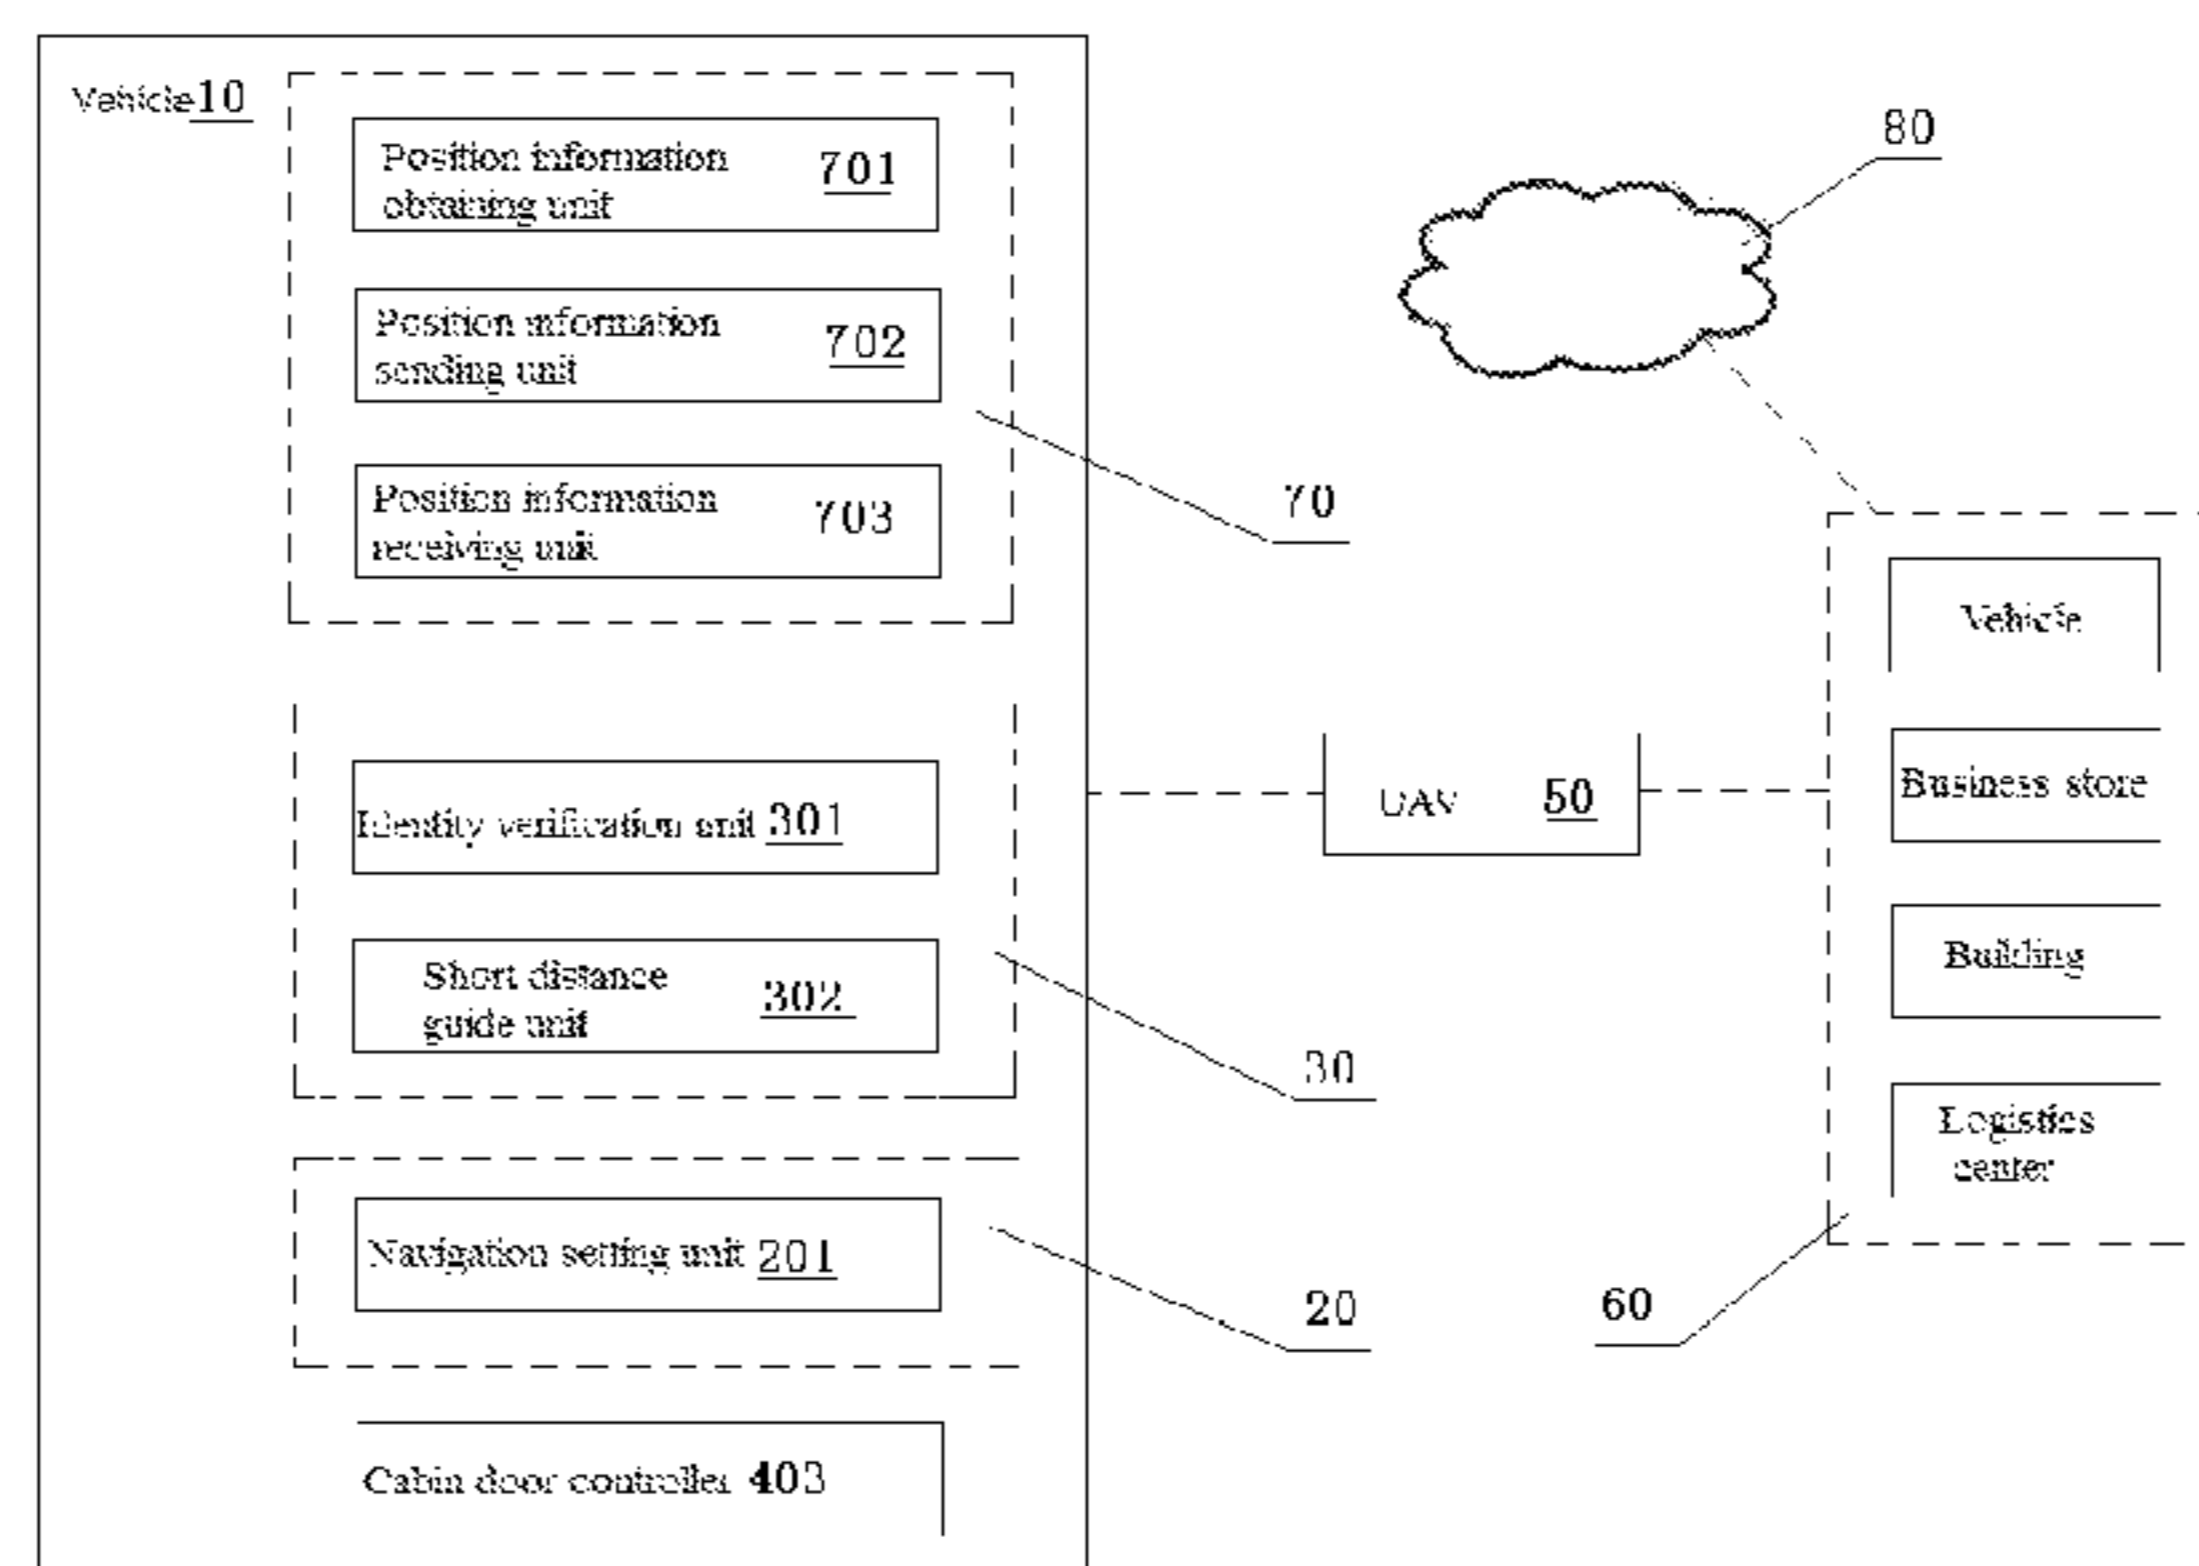 Vehicle 10
Position information 701
obtaining unit
Position information 702
sending unit
Position information 703
receiving unit
70
80
Identity verification unit 301
Short distance 302
guide unit
30
Navigation setting unit 201
20
Cabin door controller 403
UAV 50
Vehicle
Business store
Building
Logistics
center
60